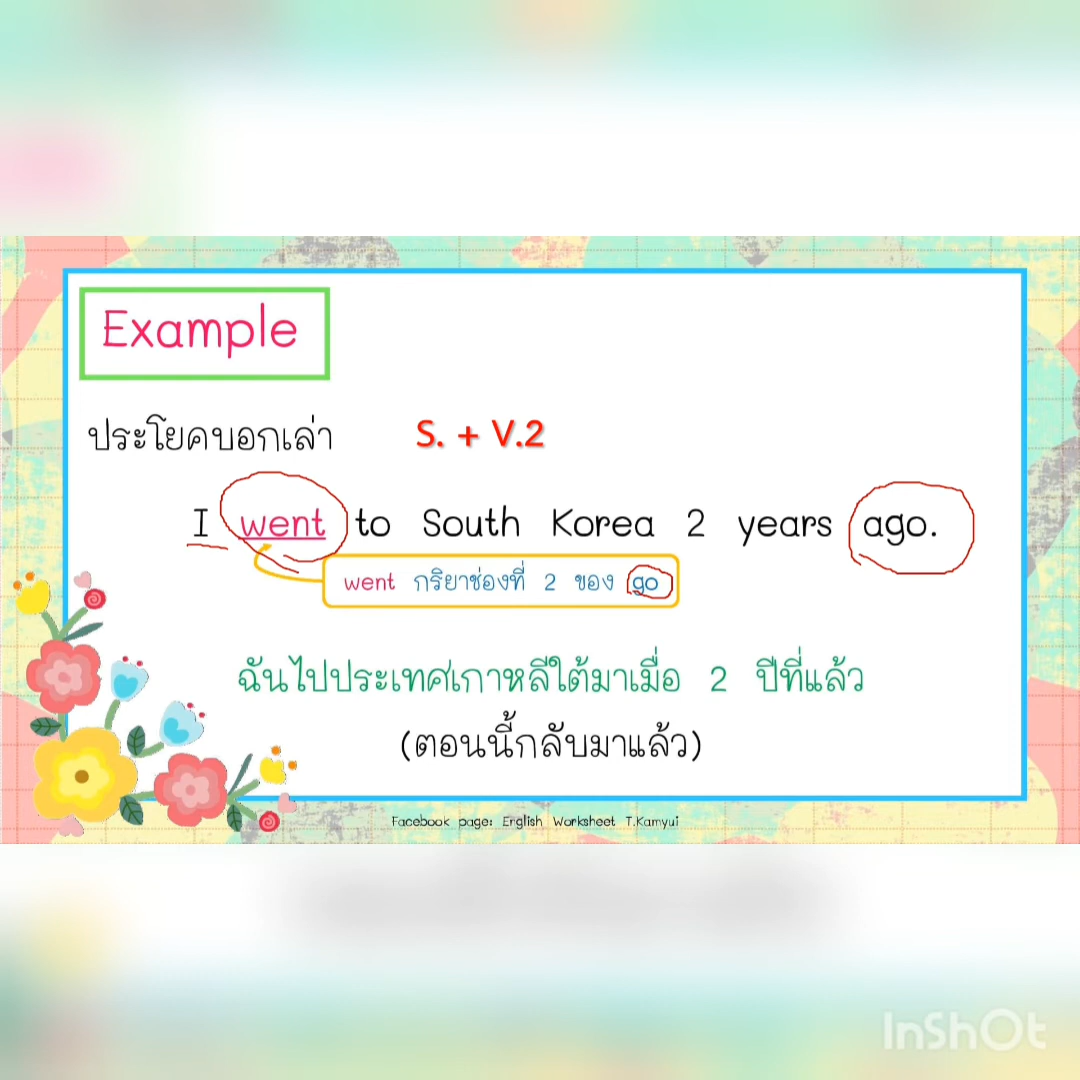 Example
ประโยคบอกเล่า S. + V.2
I went to South Korea 2 years ago.
went กริยาช่องที่ 2 ของ go
ฉันไปประเทศเกาหลีใต้มาเมื่อ 2 ปีที่แล้ว
(ตอนนี้กลับมาแล้ว)
Facebook page: English Worksheet T.Kamyui
InShOt